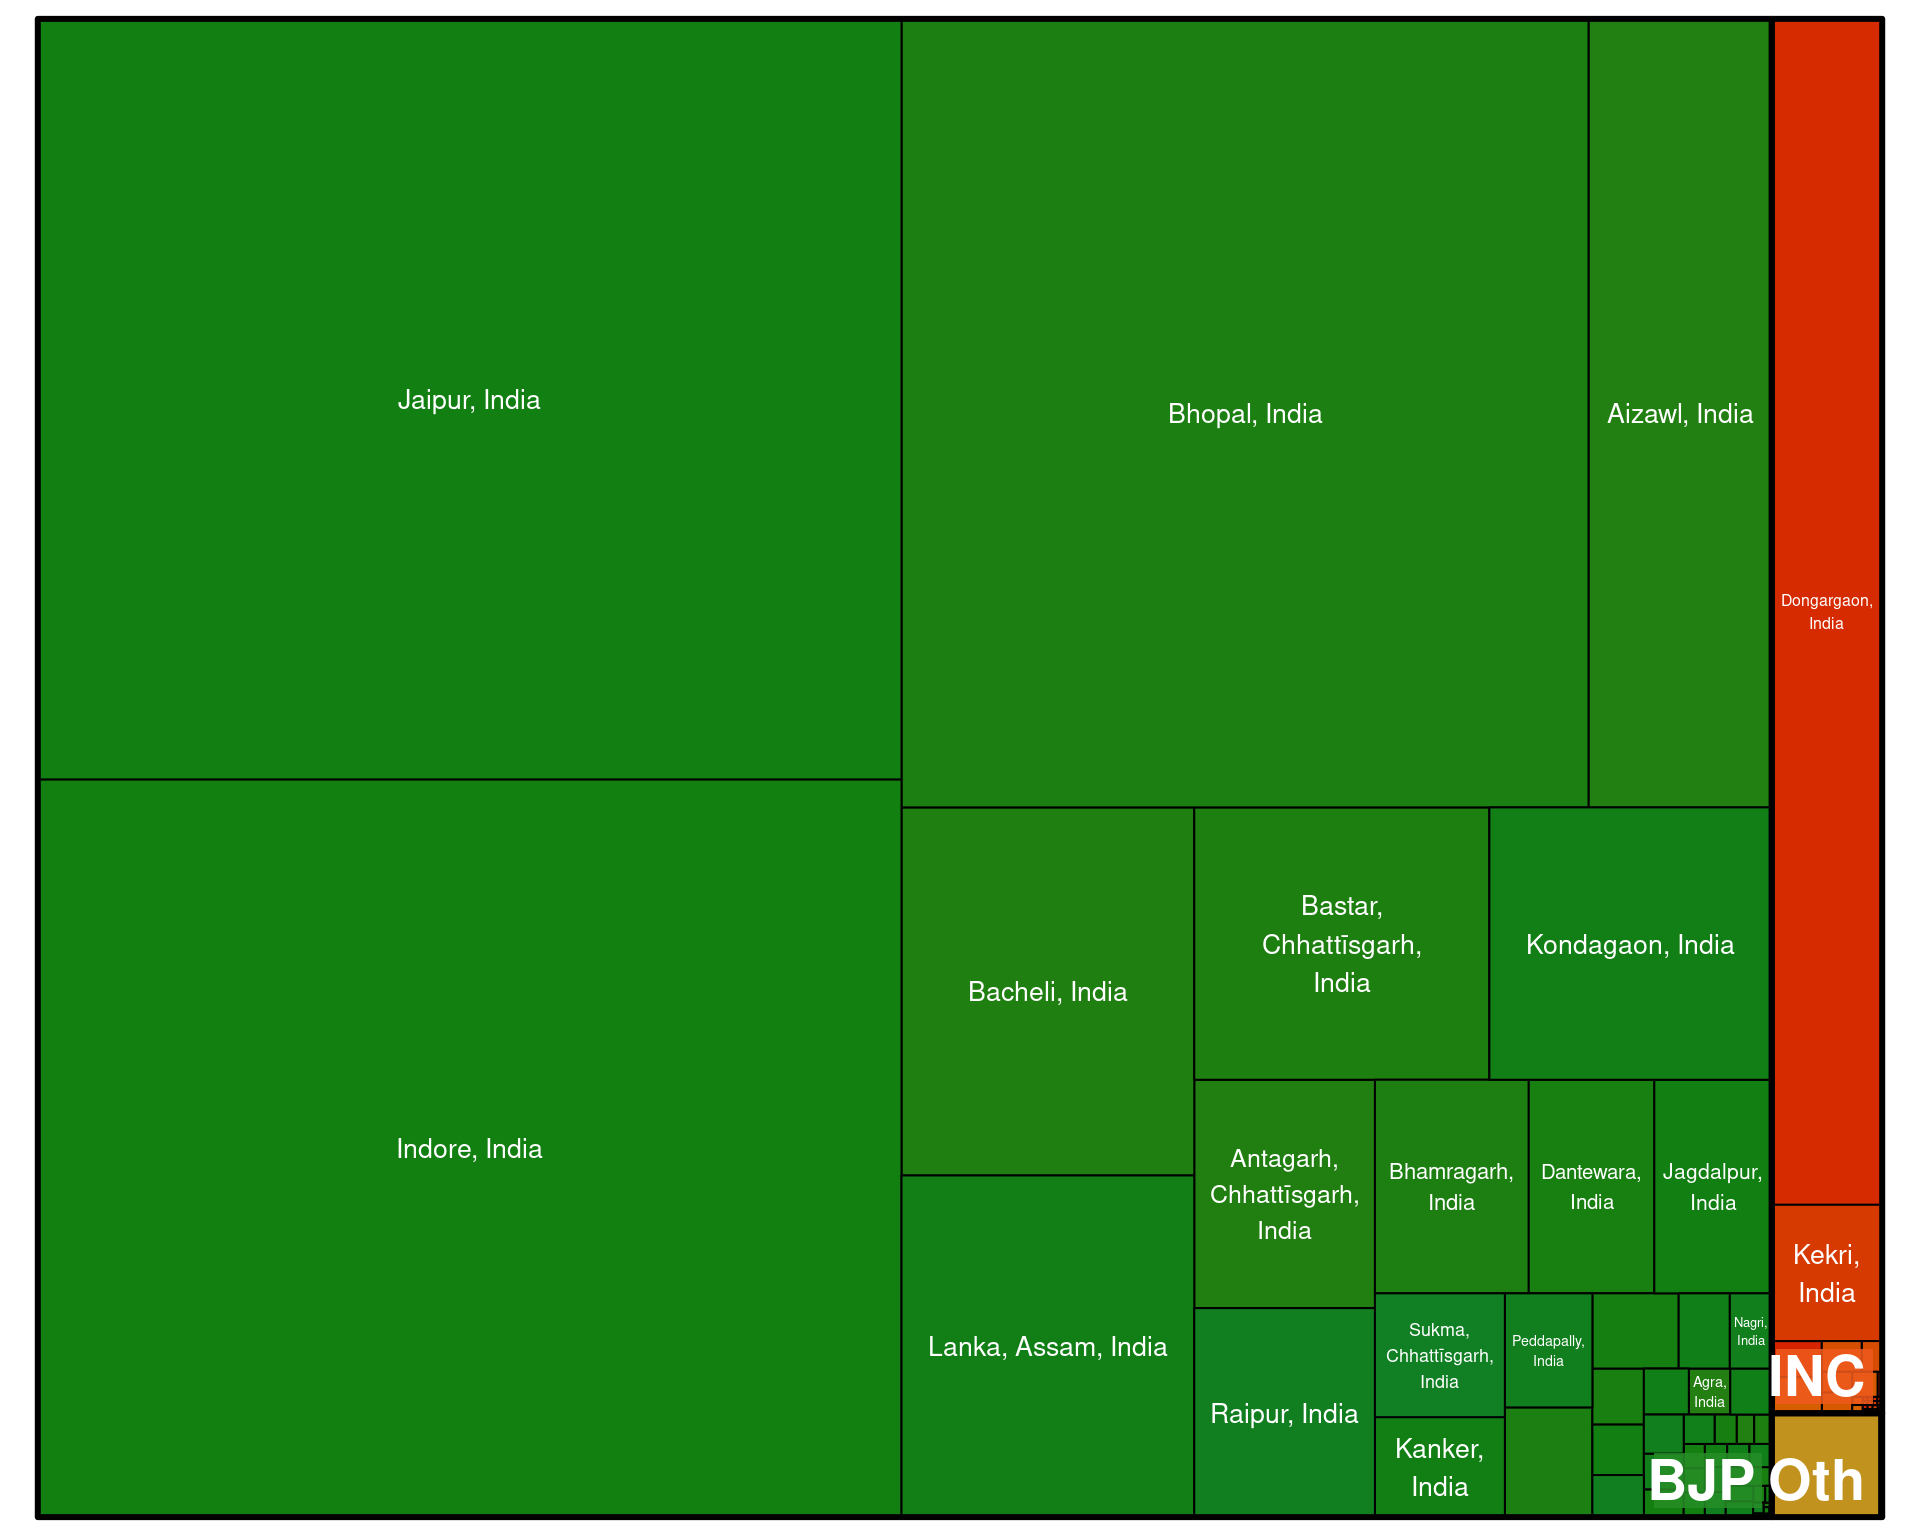 Jaipur, India
Bhopal, India
Aizawl, India
Dongargaon,
India
Bastar,
Chhattīsgarh,
India
Kondagaon, India
Bacheli, India
Indore, India
Antagarh,
Chhattīsgarh,
India
Bhamragarh,
India
Dantewara,
India
Jagdalpur,
India
Kekri,
India
Lanka, Assam, India
Raipur, India
Sukma,
Chhattīsgarh,
India
Peddapally,
India
Nagri,
India
Agra,
India
INC
Kanker,
India
BJP
Oth